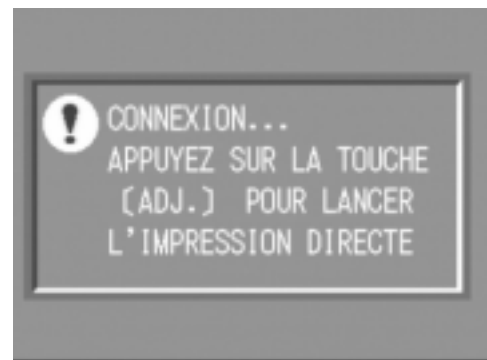 CONNEXION...
APPUYEZ SUR LA TOUCHE
(ADJ.) POUR LANCER
L'IMPRESSION DIRECTE